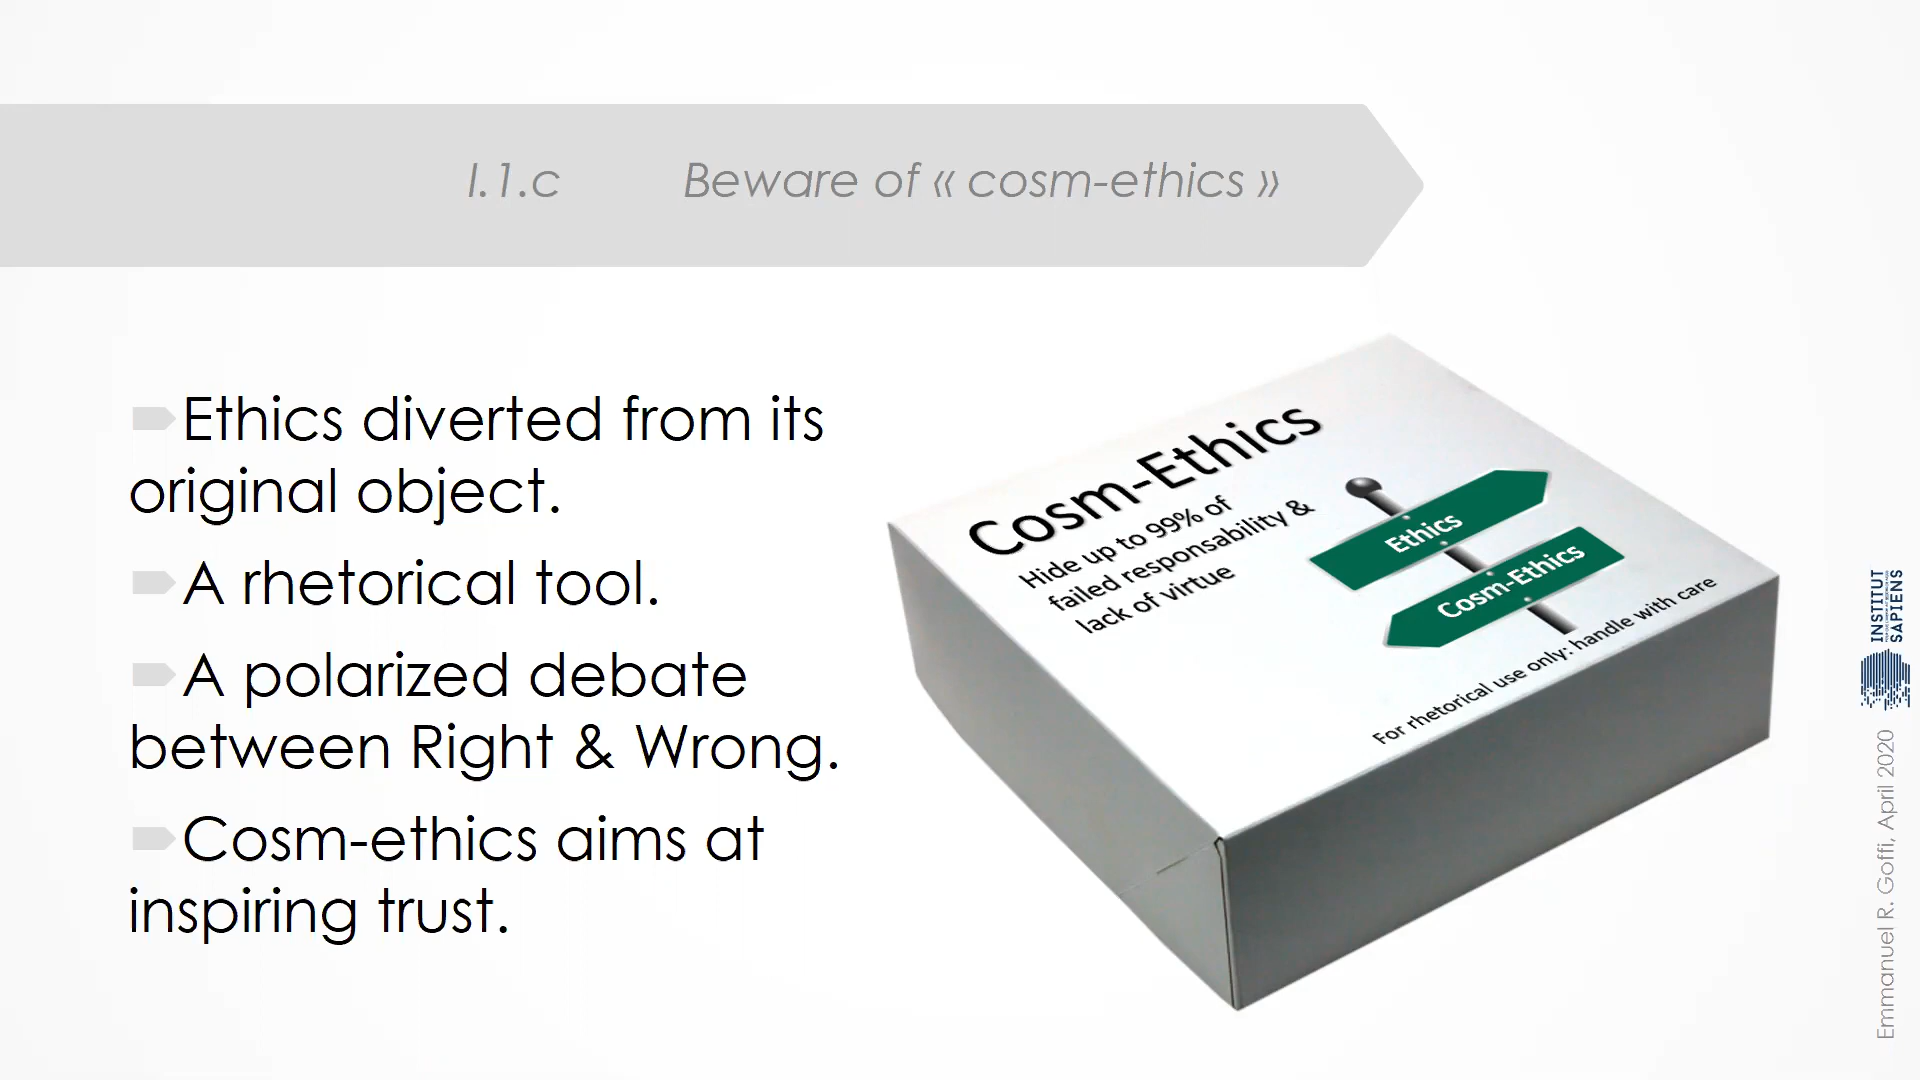 I.1.c Beware of « cosm-ethics »
Ethics diverted from its
original object.
A rhetorical tool.
A polarized debate
between Right & Wrong.
Cosm-ethics aims at
inspiring trust.
Cosm-Ethics
Hide up to 99% of
failed responsability &
lack of virtue
Ethics
Cosm-Ethics
For rhetorical use only: handle with care
INSTITUT
SAPIENS
Emmanuel R. Goffi, April 2020